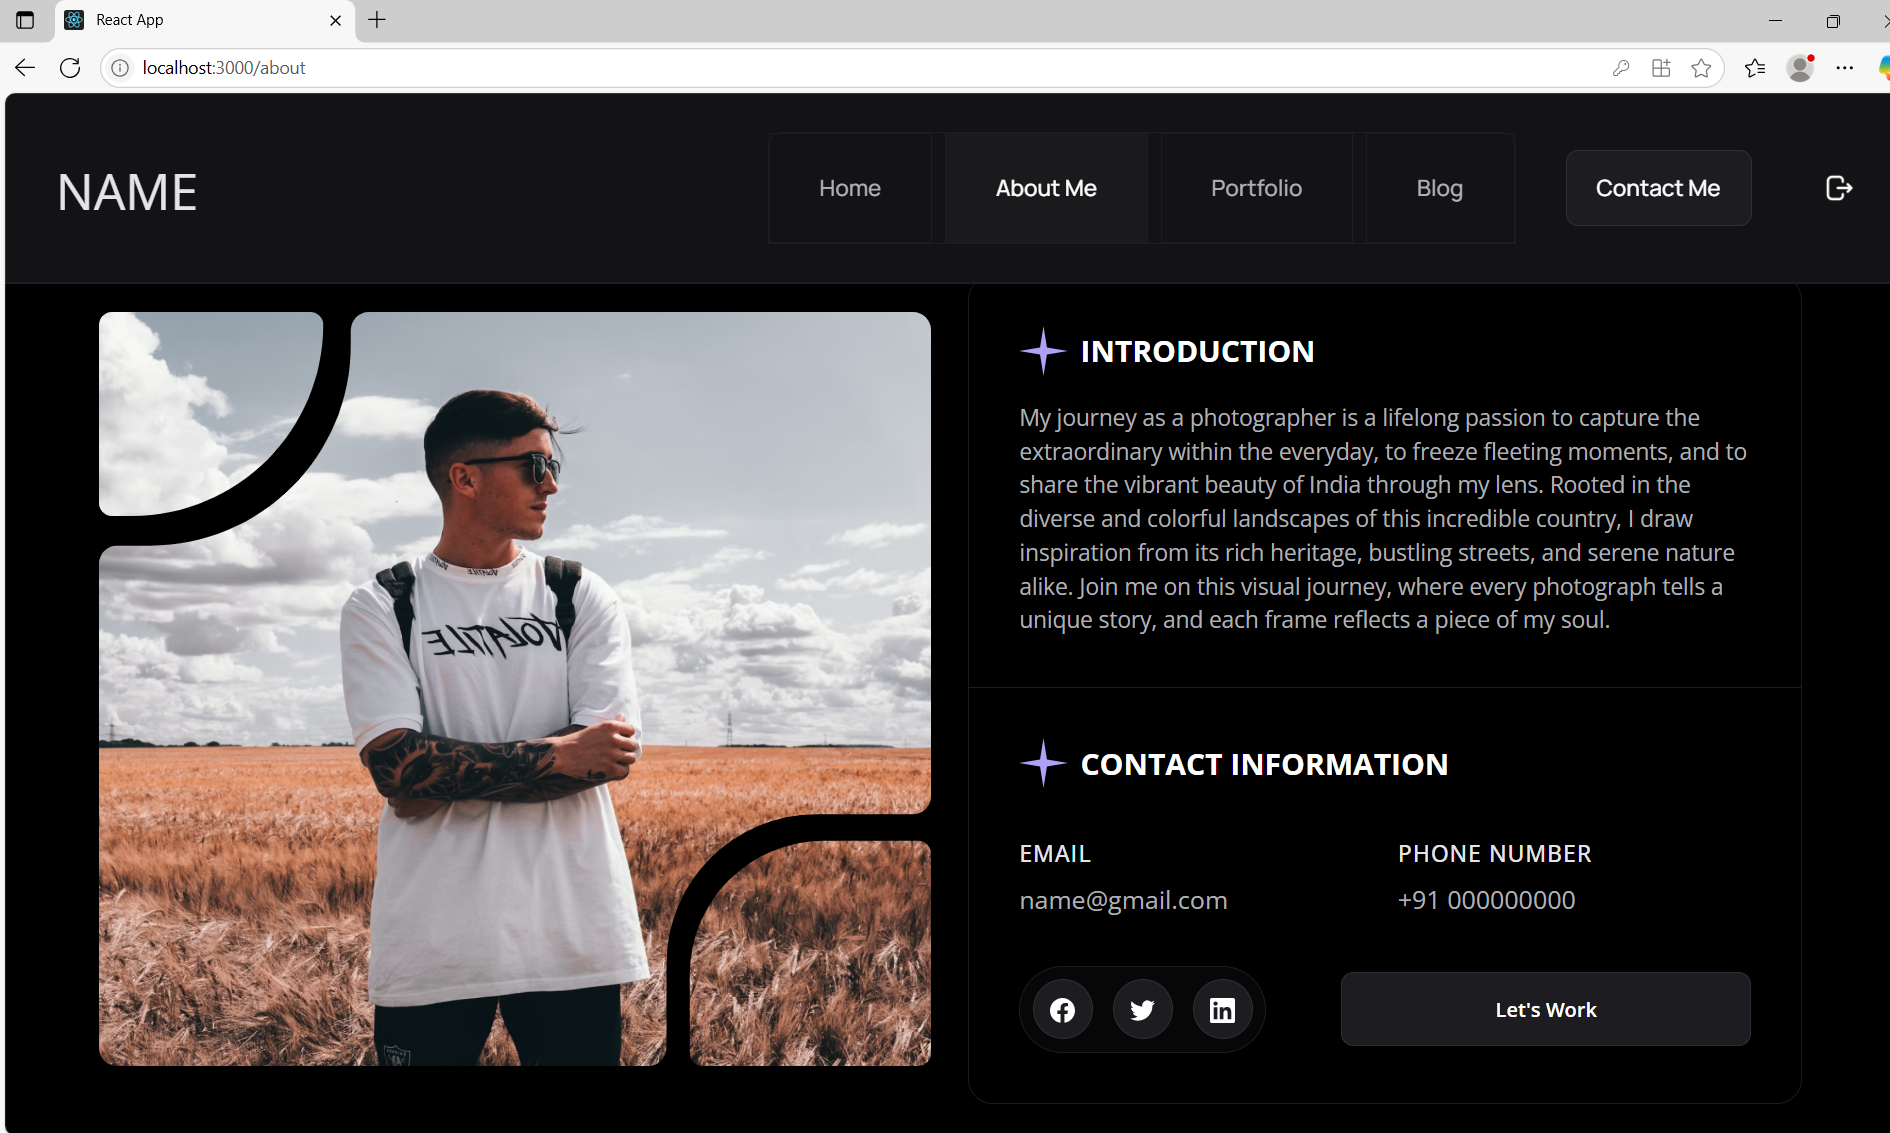 React App
localhost:3000/about
NAME
Home
About Me
Portfolio
Blog
Contact Me
INTRODUCTION
My journey as a photographer is a lifelong passion to capture the
extraordinary within the everyday, to freeze fleeting moments, and to
share the vibrant beauty of India through my lens. Rooted in the
diverse and colorful landscapes of this incredible country, I draw
inspiration from its rich heritage, bustling streets, and serene nature
alike. Join me on this visual journey, where every photograph tells a
unique story, and each frame reflects a piece of my soul.
VOLATILE
VOLATILE
CONTACT INFORMATION
EMAIL
PHONE NUMBER
name@gmail.com
+91 000000000
Let's Work